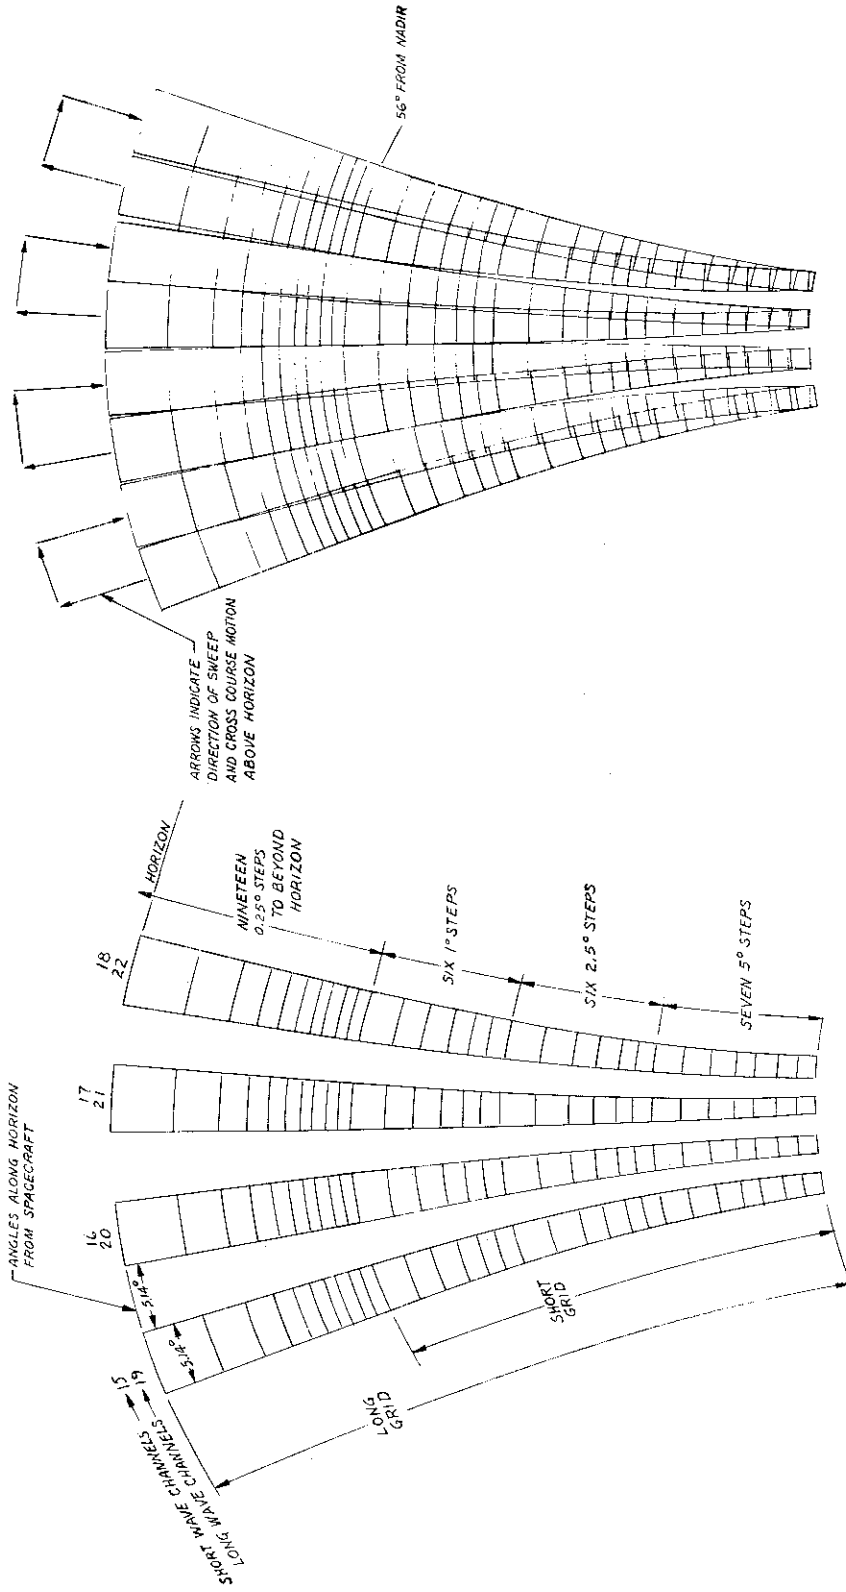 56° FROM NADIR
ARROWS INDICATE
DIRECTION OF SWEEP
AND CROSS COURSE MOTION
ABOVE HORIZON
HORIZON
NINETEEN
0.25° STEPS
TO BEYOND
HORIZON
SIX 1° STEPS
SIX 2.5° STEPS
SEVEN 5° STEPS
18
22
17
21
16
20
ANGLES ALONG HORIZON
FROM SPACECRAFT
5.14°
5.14°
15
19
SHORT WAVE CHANNELS
LONG WAVE CHANNELS
SHORT
GRID
LONG
GRID